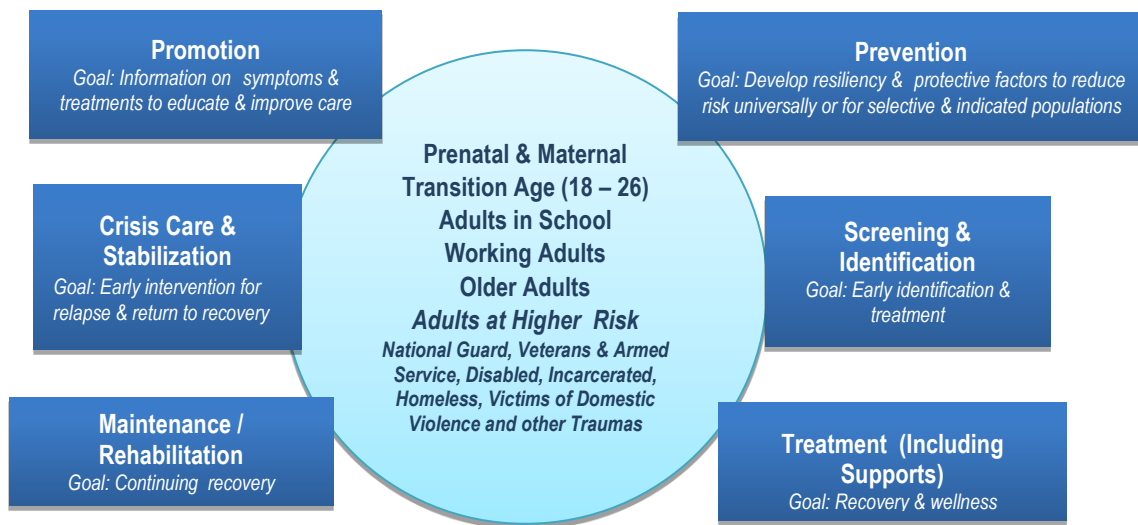 Promotion
Goal: Information on symptoms &
treatments to educate & improve care
Prevention
Goal: Develop resiliency & protective factors to reduce
risk universally or for selective & indicated populations
Prenatal & Maternal
Transition Age (18 – 26)
Adults in School
Working Adults
Older Adults
Adults at Higher Risk
National Guard, Veterans & Armed
Service, Disabled, Incarcerated,
Homeless, Victims of Domestic
Violence and other Traumas
Crisis Care &
Stabilization
Goal: Early intervention for
relapse & return to recovery
Screening &
Identification
Goal: Early identification &
treatment
Maintenance /
Rehabilitation
Goal: Continuing recovery
Treatment (Including
Supports)
Goal: Recovery & wellness